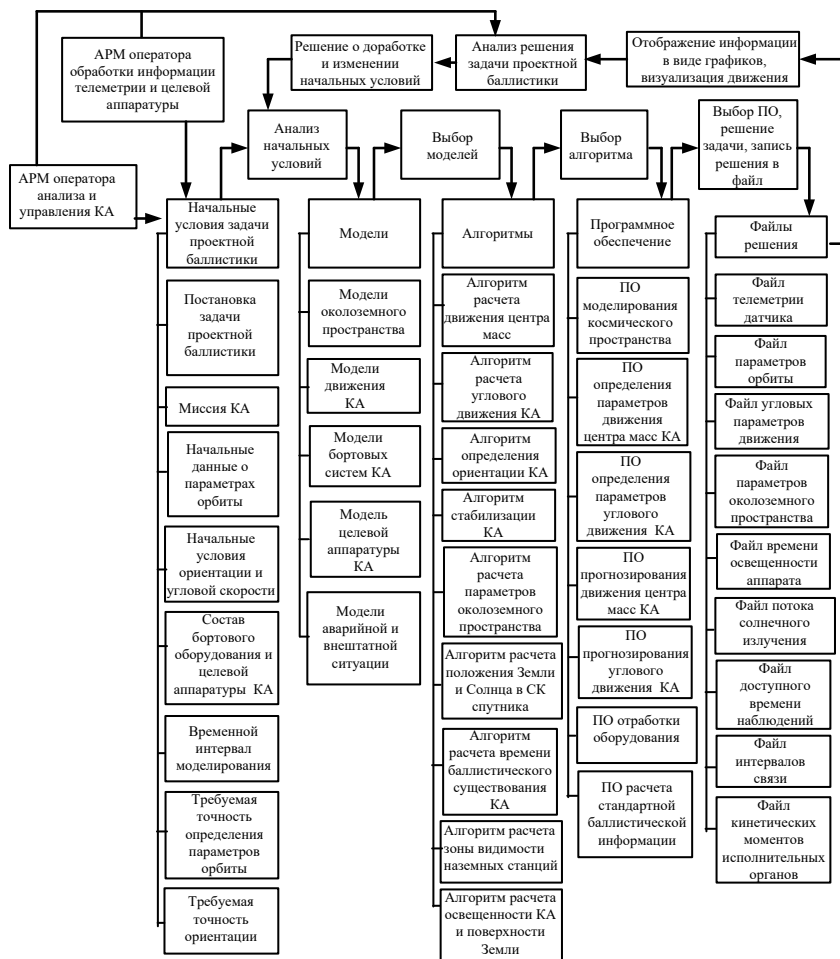 АРМ оператора
обработки информации
телеметрии и целевой
аппаратуры
Решение о доработке
и изменении
начальных условий
Анализ решения
задачи проектной
баллистики
Отображение информации
в виде графиков,
визуализация движения
АРМ оператора
анализа и
управления КА
Анализ
начальных
условий
Выбор
моделей
Выбор
алгоритма
Выбор ПО,
решение
задачи, запись
решения в
файл
Начальные
условия задачи
проектной
баллистики
Постановка
задачи
проектной
баллистики
Миссия КА
Начальные
данные о
параметрах
орбиты
Начальные
условия
ориентации и
угловой скорости
Состав
бортового
оборудования и
целевой
аппаратуры КА
Временной
интервал
моделирования
Требуемая
точность
определения
параметров
орбиты
Требуемая
точность
ориентации
Модели
Модели
околоземного
пространства
Модели
движения
КА
Модели
бортовых
систем КА
Модель
целевой
аппаратуры
КА
Модели
аварийной и
внештатной
ситуации
Алгоритмы
Алгоритм
расчета
движения центра
масс
Алгоритм
расчета
углового
движения КА
Алгоритм
определения
ориентации КА
Алгоритм
стабилизации
КА
Алгоритм
расчета
параметров
околоземного
пространства
Алгоритм расчета
положения Земли
и Солнца в СК
спутника
Алгоритм
расчета времени
баллистического
существования
КА
Алгоритм расчета
зоны видимости
наземных станций
Алгоритм расчета
освещенности КА
и поверхности
Земли
Программное
обеспечение
ПО
моделирования
космического
пространства
ПО
определения
параметров
движения
центра масс КА
ПО
определения
параметров
углового
движения КА
ПО
прогнозирования
движения центра
масс КА
ПО
прогнозирования
углового
движения КА
ПО отработки
оборудования
ПО расчета
стандартной
баллистической
информации
Файлы
решения
Файл
телеметрии
датчика
Файл
параметров
орбиты
Файл угловых
параметров
движения
Файл
параметров
околоземного
пространства
Файл времени
освещенности
аппарата
Файл потока
солнечного
излучения
Файл
доступного
времени
наблюдений
Файл
интервалов
связи
Файл
кинетических
моментов
исполнительных
органов